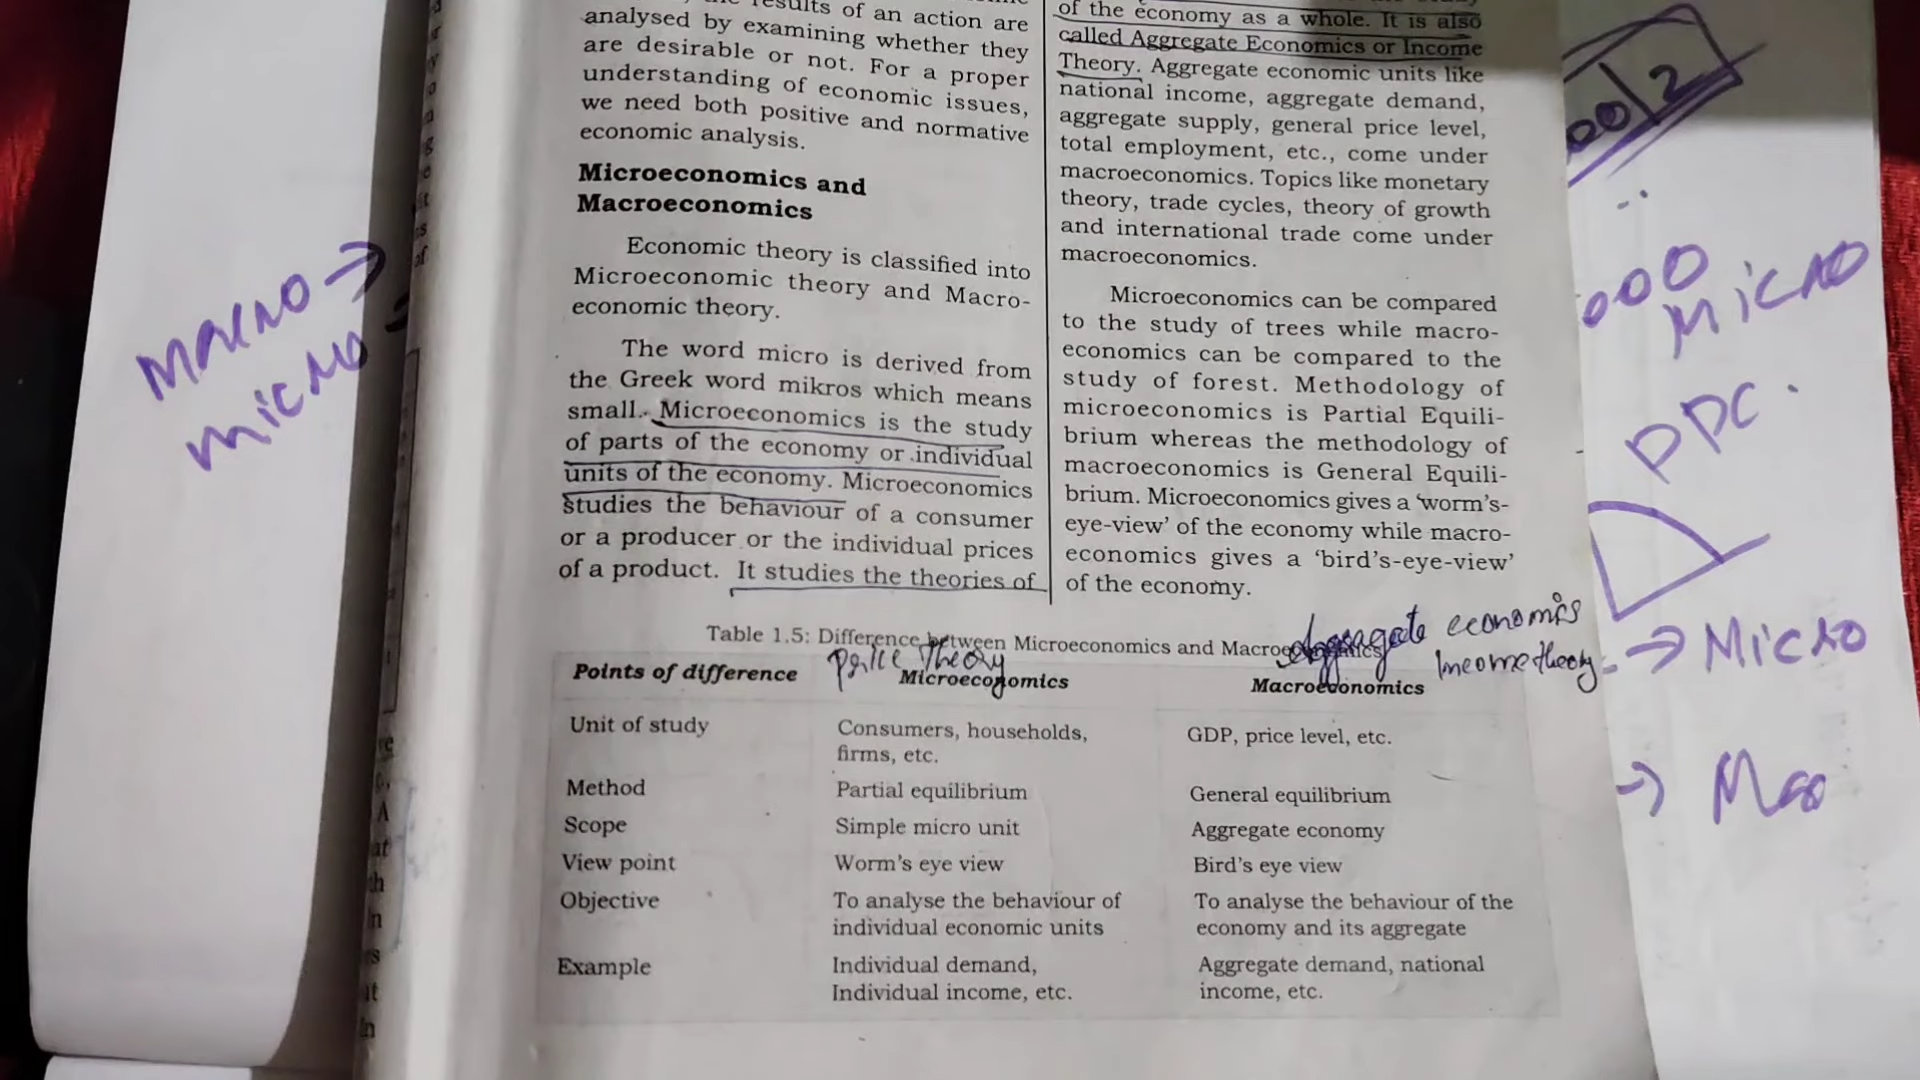 results of an action are
analysed by examining whether they
are desirable or not. For a proper
understanding of economic issues,
we need both positive and normative
economic analysis.
Microeconomics and
Macroeconomics
Economic theory is classified into
Microeconomic theory and Macro-
economic theory.
The word micro is derived from
the Greek word mikros which means
small. Microeconomics is the study
of parts of the economy or individual
units of the economy. Microeconomics
studies the behaviour of a consumer
or a producer or the individual prices
of a product. It studies the theories of
of the economy as a whole. It is also
called Aggregate Economics or Income
Theory. Aggregate economic units like
national income, aggregate demand,
aggregate supply, general price level,
total employment, etc., come under
macroeconomics. Topics like monetary
theory, trade cycles, theory of growth
and international trade come under
macroeconomics.
Microeconomics can be compared
to the study of trees while macro-
economics can be compared to the
study of forest. Methodology of
microeconomics is Partial Equili-
brium whereas the methodology of
macroeconomics is General Equili-
brium. Microeconomics gives a 'worm's-
eye-view' of the economy while macro-
economics gives a 'bird's-eye-view'
of the economy.
Table 1.5: Difference between Microeconomics and Macroeconomics
Price Theory
Aggragate economics
Income theory
Points of difference Microeconomics Macroeconomics
Unit of study Consumers, households, GDP, price level, etc.
firms, etc.
Method Partial equilibrium General equilibrium
Scope Simple micro unit Aggregate economy
View point Worm's eye view Bird's eye view
Objective To analyse the behaviour of To analyse the behaviour of the
individual economic units economy and its aggregate
Example Individual demand, Aggregate demand, national
Individual income, etc. income, etc.
Macro →
Micro
2
000
Micro
PPC.
→ Micro
→ Mac